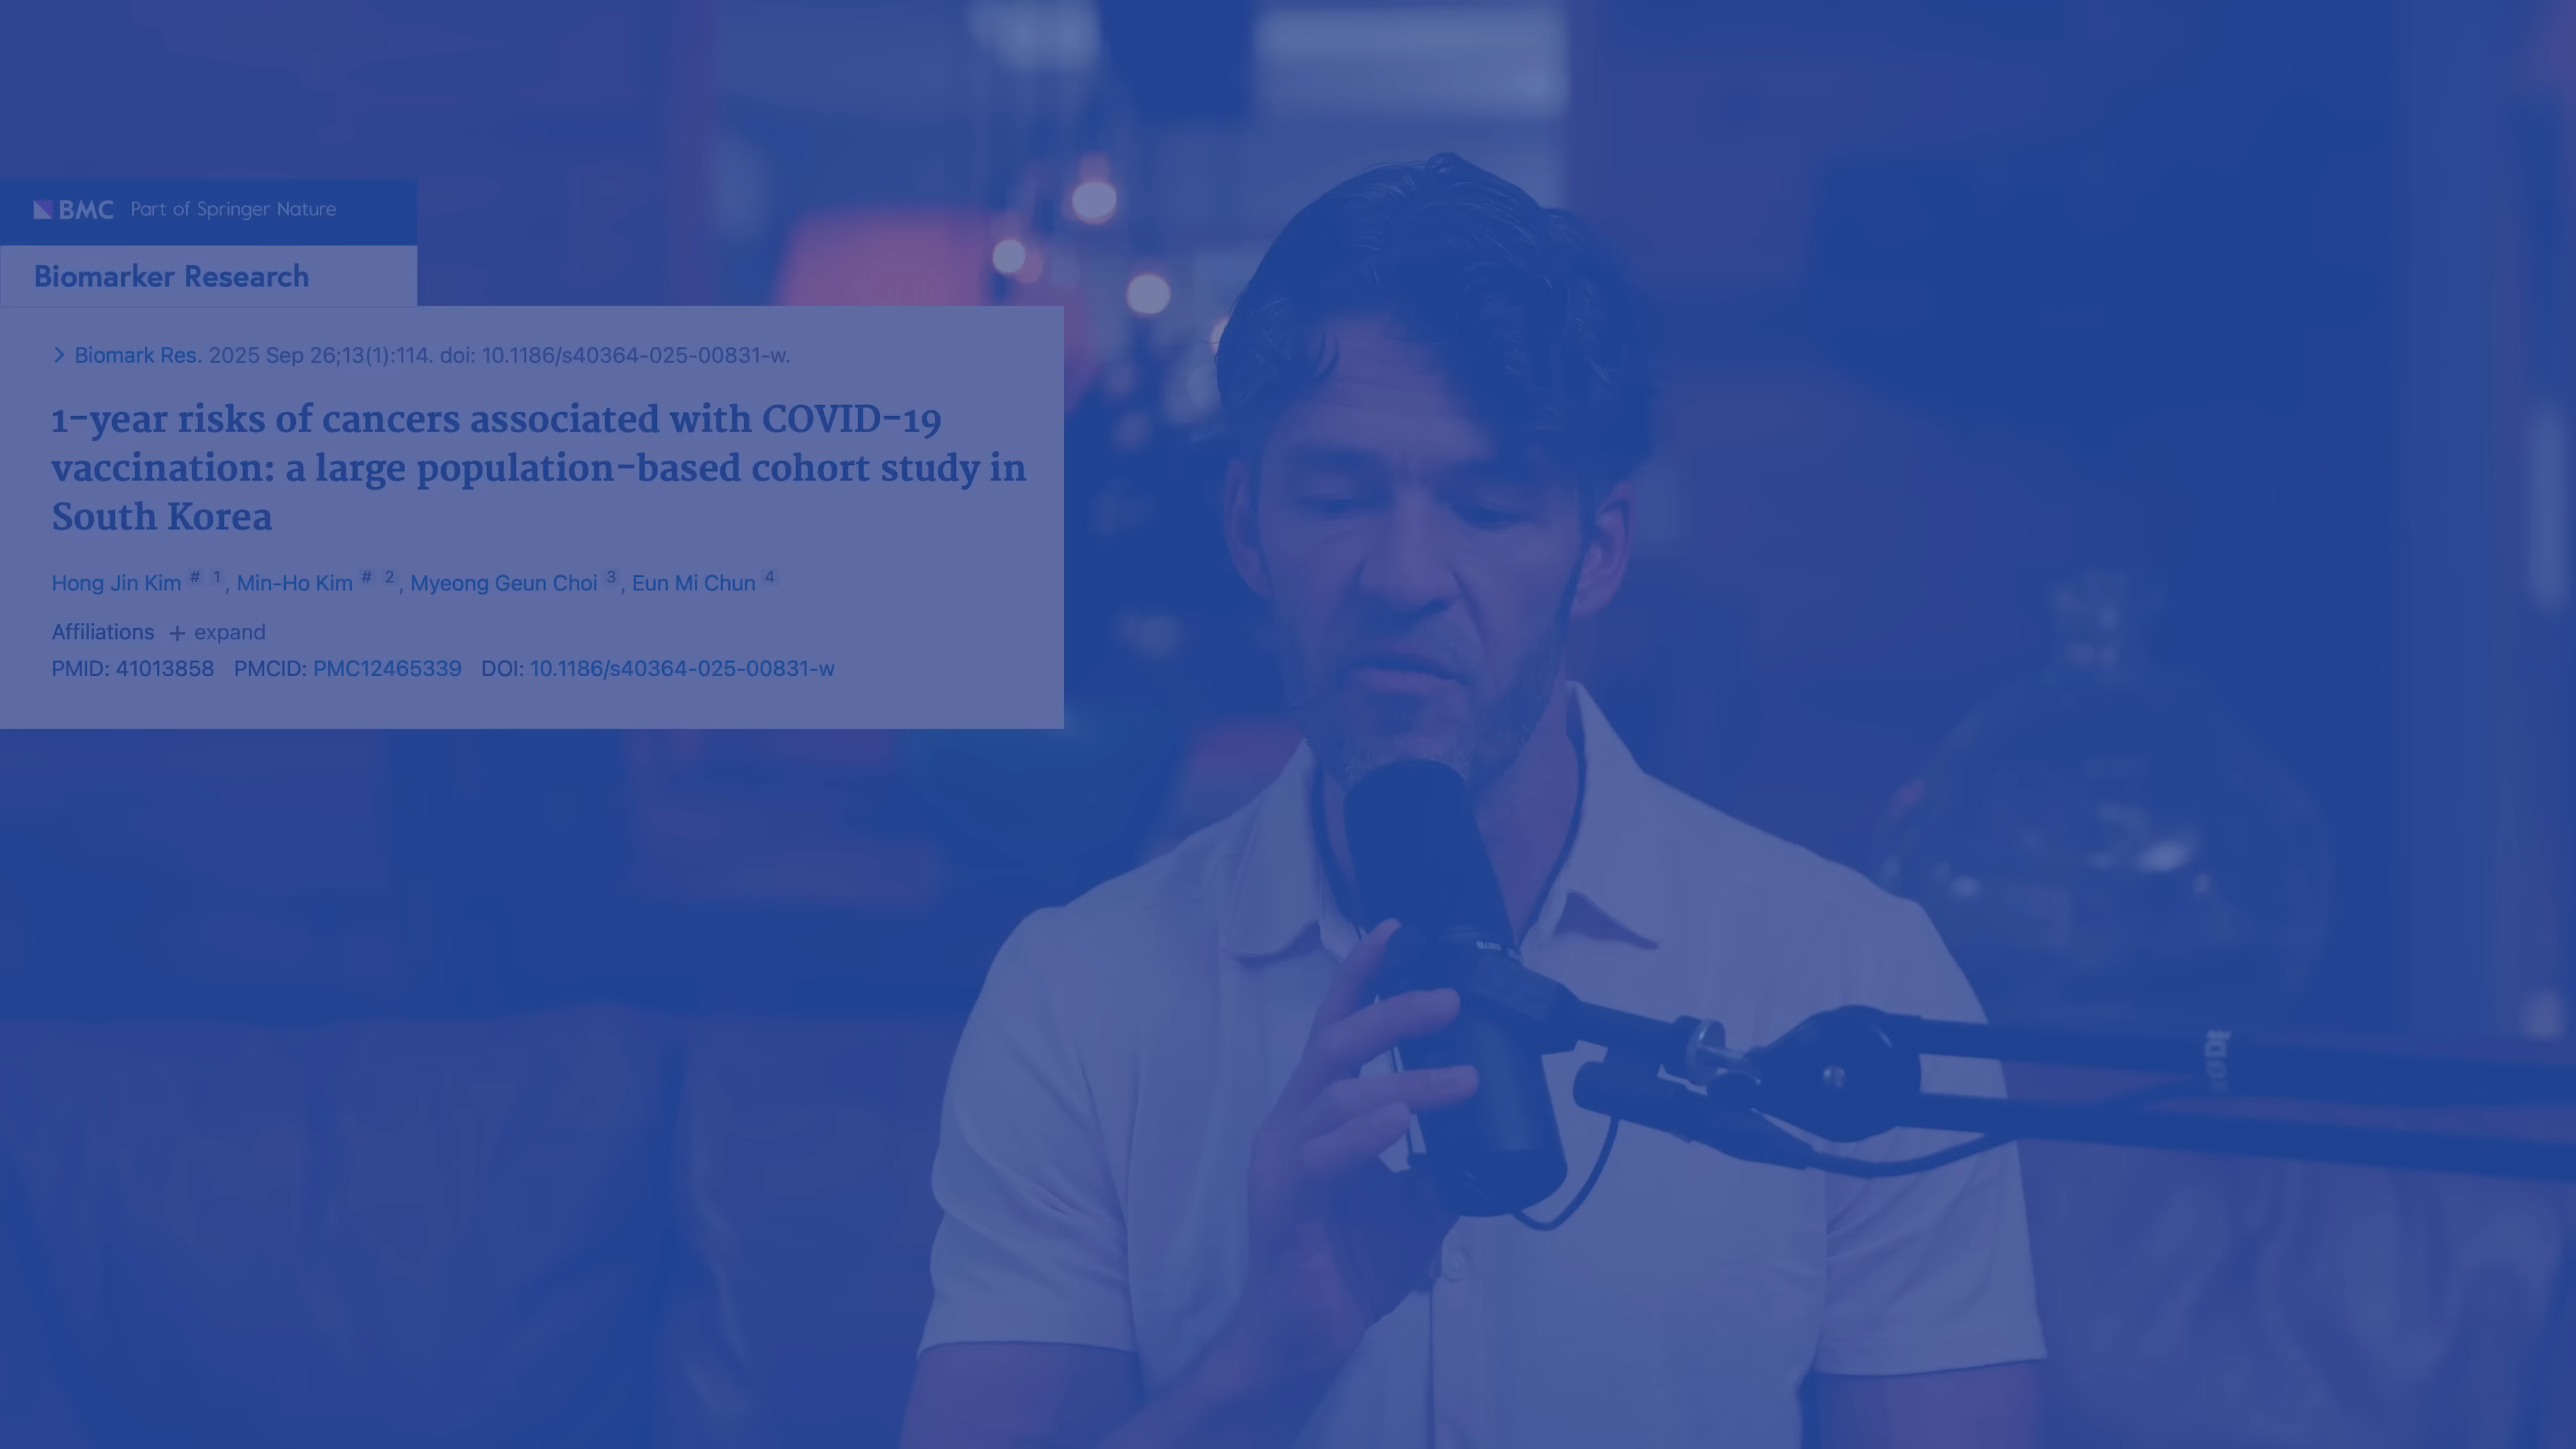 BMC Part of Springer Nature
Biomarker Research
> Biomark Res. 2025 Sep 26;13(1):114. doi: 10.1186/s40364-025-00831-w.
1-year risks of cancers associated with COVID-19
vaccination: a large population-based cohort study in
South Korea
Hong Jin Kim # 1, Min-Ho Kim # 2, Myeong Geun Choi 3, Eun Mi Chun 4
Affiliations + expand
PMID: 41013858 PMCID: PMC12465339 DOI: 10.1186/s40364-025-00831-w